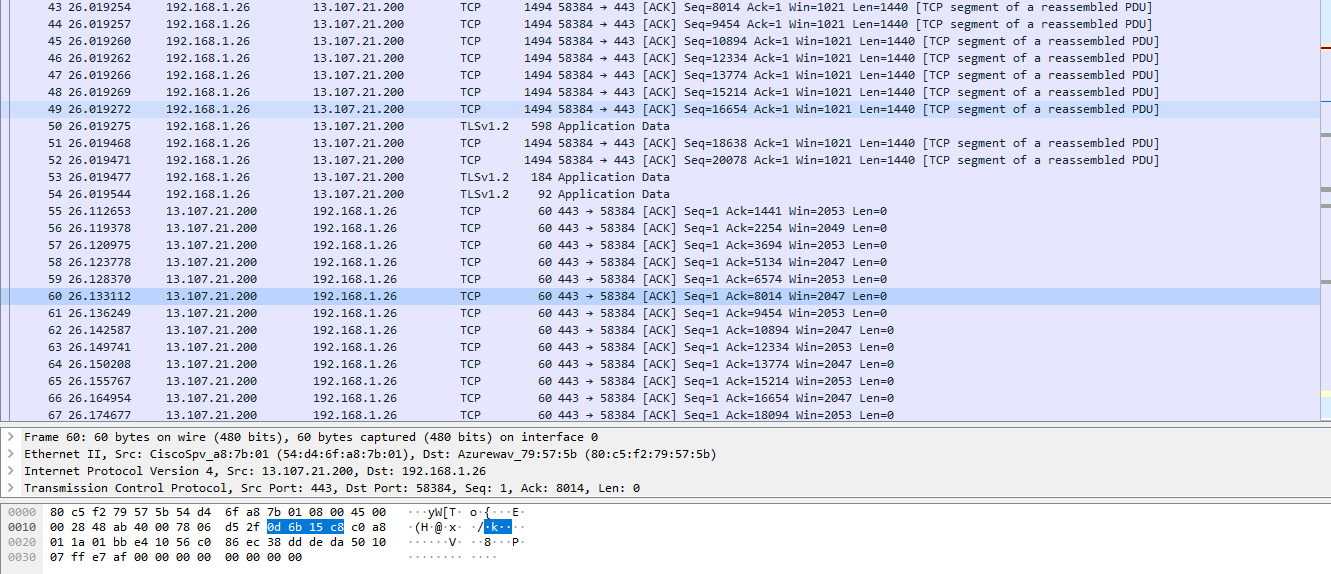 43 26.019254 192.168.1.26 13.107.21.200 TCP 1494 58384 → 443 [ACK] Seq=8014 Ack=1 Win=1021 Len=1440 [TCP segment of a reassembled PDU]
44 26.019257 192.168.1.26 13.107.21.200 TCP 1494 58384 → 443 [ACK] Seq=9454 Ack=1 Win=1021 Len=1440 [TCP segment of a reassembled PDU]
45 26.019260 192.168.1.26 13.107.21.200 TCP 1494 58384 → 443 [ACK] Seq=10894 Ack=1 Win=1021 Len=1440 [TCP segment of a reassembled PDU]
46 26.019262 192.168.1.26 13.107.21.200 TCP 1494 58384 → 443 [ACK] Seq=12334 Ack=1 Win=1021 Len=1440 [TCP segment of a reassembled PDU]
47 26.019266 192.168.1.26 13.107.21.200 TCP 1494 58384 → 443 [ACK] Seq=13774 Ack=1 Win=1021 Len=1440 [TCP segment of a reassembled PDU]
48 26.019269 192.168.1.26 13.107.21.200 TCP 1494 58384 → 443 [ACK] Seq=15214 Ack=1 Win=1021 Len=1440 [TCP segment of a reassembled PDU]
49 26.019272 192.168.1.26 13.107.21.200 TCP 1494 58384 → 443 [ACK] Seq=16654 Ack=1 Win=1021 Len=1440 [TCP segment of a reassembled PDU]
50 26.019275 192.168.1.26 13.107.21.200 TLSv1.2 598 Application Data
51 26.019468 192.168.1.26 13.107.21.200 TCP 1494 58384 → 443 [ACK] Seq=18638 Ack=1 Win=1021 Len=1440 [TCP segment of a reassembled PDU]
52 26.019471 192.168.1.26 13.107.21.200 TCP 1494 58384 → 443 [ACK] Seq=20078 Ack=1 Win=1021 Len=1440 [TCP segment of a reassembled PDU]
53 26.019477 192.168.1.26 13.107.21.200 TLSv1.2 184 Application Data
54 26.019544 192.168.1.26 13.107.21.200 TLSv1.2 92 Application Data
55 26.112653 13.107.21.200 192.168.1.26 TCP 60 443 → 58384 [ACK] Seq=1 Ack=1441 Win=2053 Len=0
56 26.119378 13.107.21.200 192.168.1.26 TCP 60 443 → 58384 [ACK] Seq=1 Ack=2254 Win=2049 Len=0
57 26.120975 13.107.21.200 192.168.1.26 TCP 60 443 → 58384 [ACK] Seq=1 Ack=3694 Win=2053 Len=0
58 26.123778 13.107.21.200 192.168.1.26 TCP 60 443 → 58384 [ACK] Seq=1 Ack=5134 Win=2047 Len=0
59 26.128370 13.107.21.200 192.168.1.26 TCP 60 443 → 58384 [ACK] Seq=1 Ack=6574 Win=2053 Len=0
60 26.133112 13.107.21.200 192.168.1.26 TCP 60 443 → 58384 [ACK] Seq=1 Ack=8014 Win=2047 Len=0
61 26.136249 13.107.21.200 192.168.1.26 TCP 60 443 → 58384 [ACK] Seq=1 Ack=9454 Win=2053 Len=0
62 26.142587 13.107.21.200 192.168.1.26 TCP 60 443 → 58384 [ACK] Seq=1 Ack=10894 Win=2047 Len=0
63 26.149741 13.107.21.200 192.168.1.26 TCP 60 443 → 58384 [ACK] Seq=1 Ack=12334 Win=2053 Len=0
64 26.150208 13.107.21.200 192.168.1.26 TCP 60 443 → 58384 [ACK] Seq=1 Ack=13774 Win=2047 Len=0
65 26.155767 13.107.21.200 192.168.1.26 TCP 60 443 → 58384 [ACK] Seq=1 Ack=15214 Win=2053 Len=0
66 26.164954 13.107.21.200 192.168.1.26 TCP 60 443 → 58384 [ACK] Seq=1 Ack=16654 Win=2047 Len=0
67 26.174677 13.107.21.200 192.168.1.26 TCP 60 443 → 58384 [ACK] Seq=1 Ack=18094 Win=2053 Len=0
Frame 60: 60 bytes on wire (480 bits), 60 bytes captured (480 bits) on interface 0
Ethernet II, Src: CiscoSpv_a8:7b:01 (54:d4:6f:a8:7b:01), Dst: Azurewav_79:57:5b (80:c5:f2:79:57:5b)
Internet Protocol Version 4, Src: 13.107.21.200, Dst: 192.168.1.26
Transmission Control Protocol, Src Port: 443, Dst Port: 58384, Seq: 1, Ack: 8014, Len: 0
0000 80 c5 f2 79 57 5b 54 d4 6f a8 7b 01 08 00 45 00 ···yW[T· o·{···E·
0010 00 28 48 ab 40 00 78 06 d5 2f 0d 6b 15 c8 c0 a8 ·(H·@·x· ·/·k····
0020 01 1a 01 bb e4 10 56 c0 86 ec 38 dd de da 50 10 ······V· ··8···P·
0030 07 ff e7 af 00 00 00 00 00 00 00 00 ········ ····